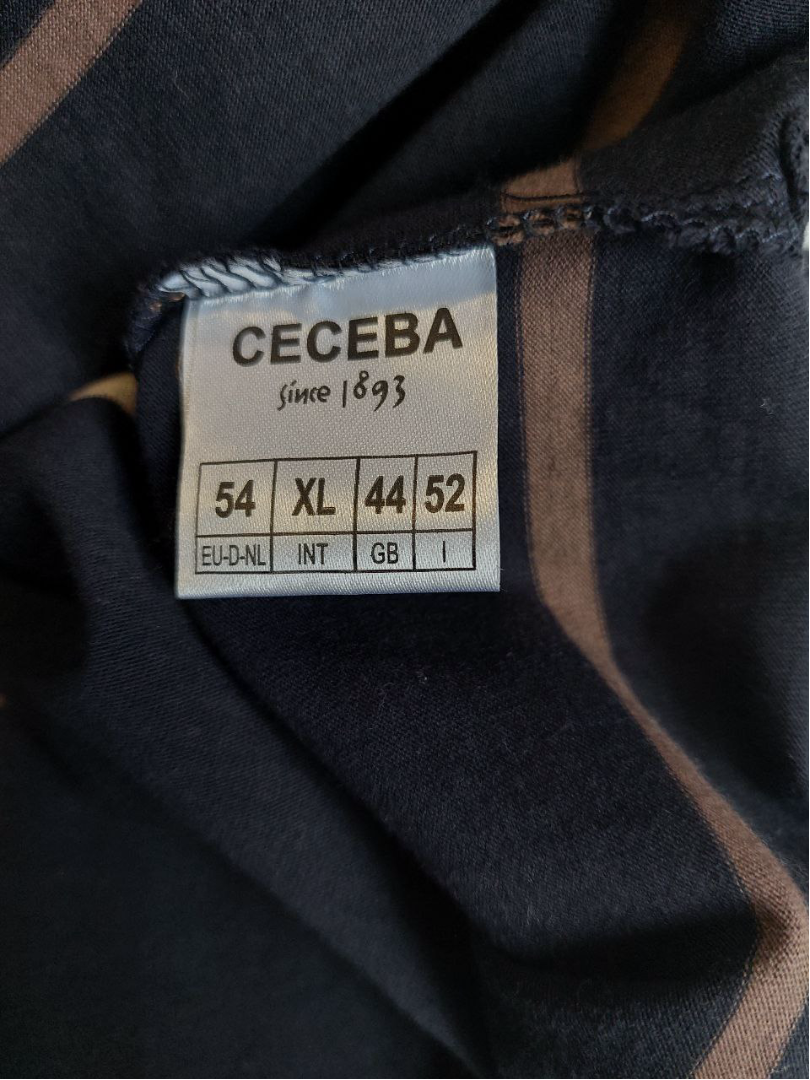 CECEBA
since 1893
54 XL 44 52
EU-D-NL INT GB I